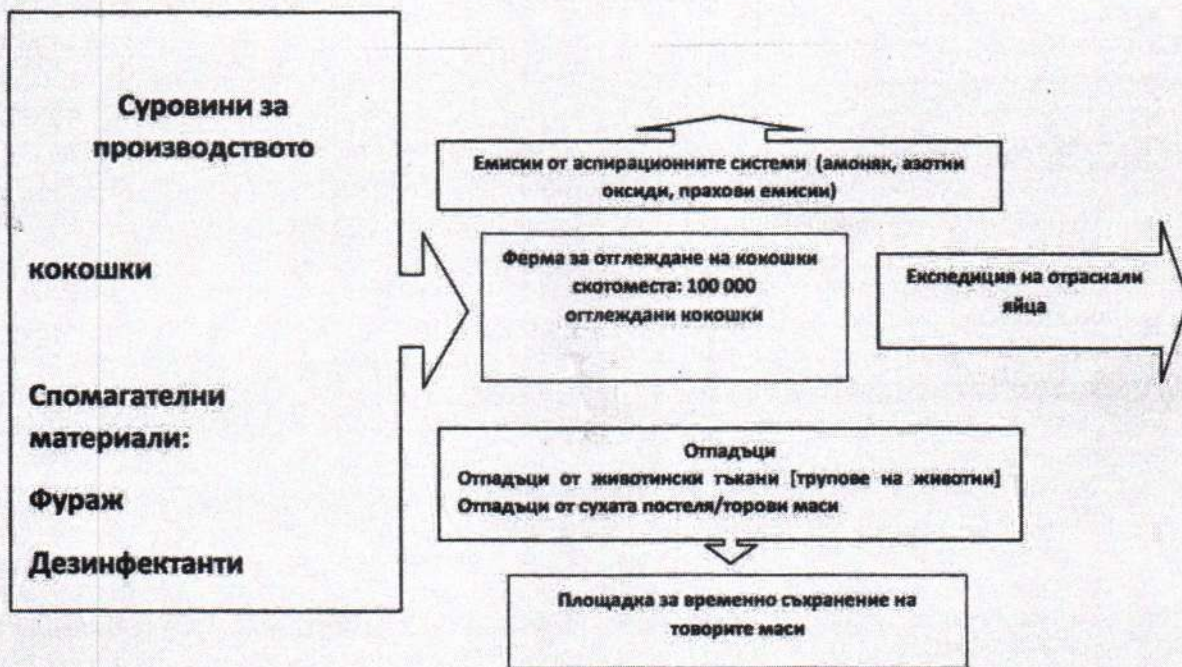 Суровини за
производството
кокошки
Спомагателни
материали:
Фураж
Дезинфектанти
Емисии от аспирационните системи (амоняк, азотни
оксиди, прахови емисии)
Ферма за отглеждане на кокошки
скотоместа: 100 000
отглеждани кокошки
Експедиция на отраснали
яйца
Отпадъци
Отпадъци от животински тъкани [трупове на животни]
Отпадъци от сухата постеля/торови маси
Площадка за временно съхранение на
товорите маси